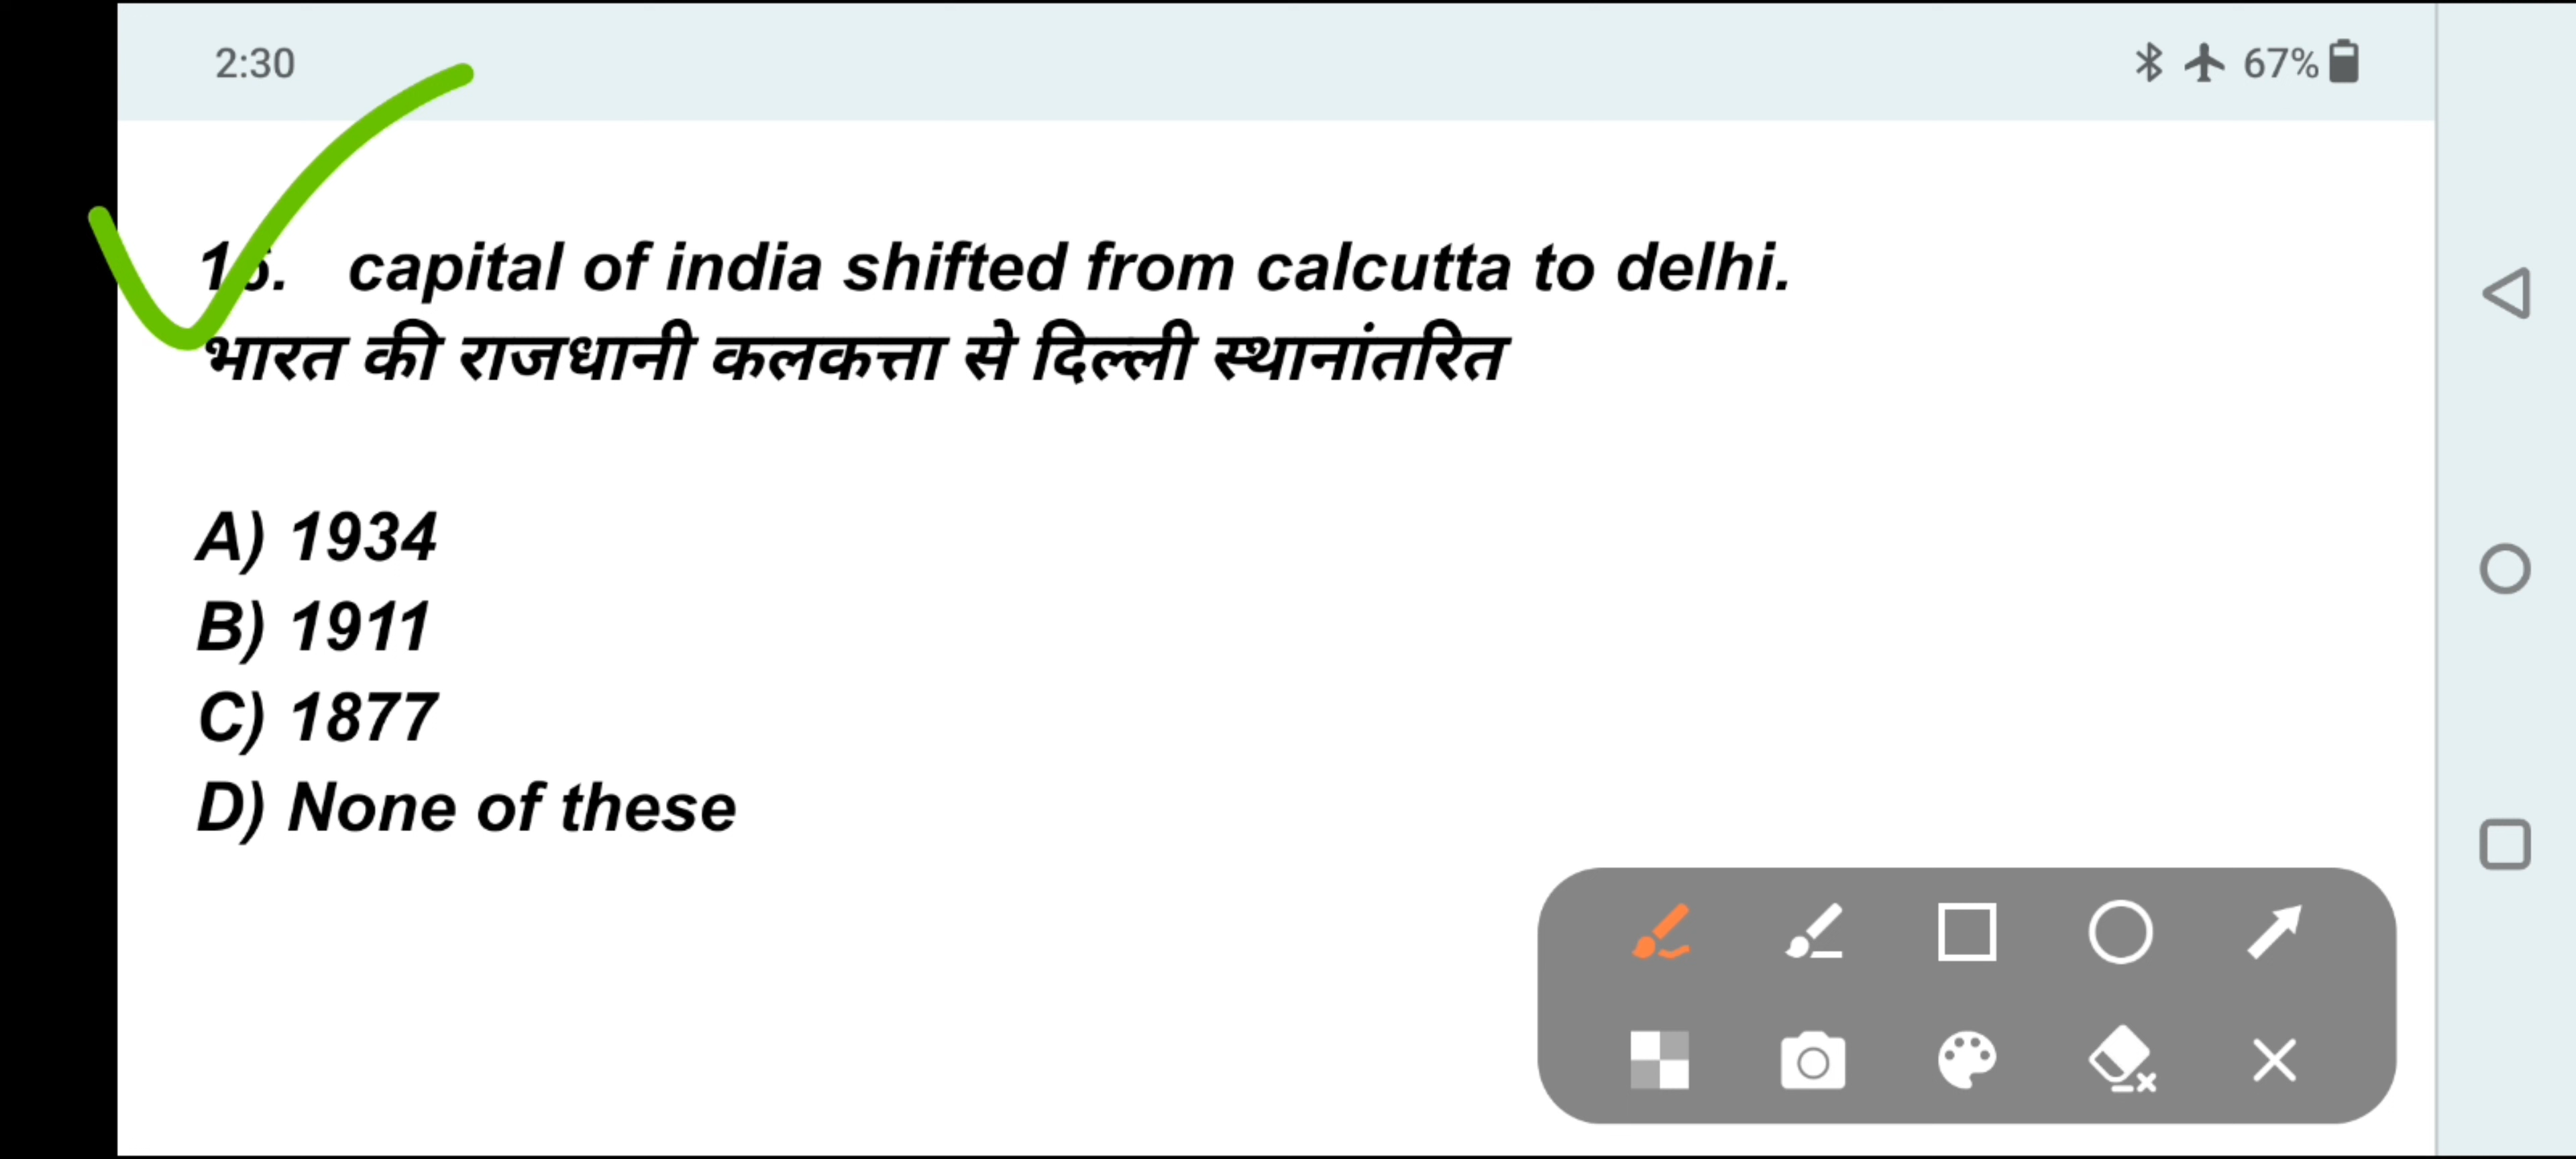 2:30
67%
capital of india shifted from calcutta to delhi.
भारत की राजधानी कलकत्ता से दिल्ली स्थानांतरित
A) 1934
B) 1911
C) 1877
D) None of these